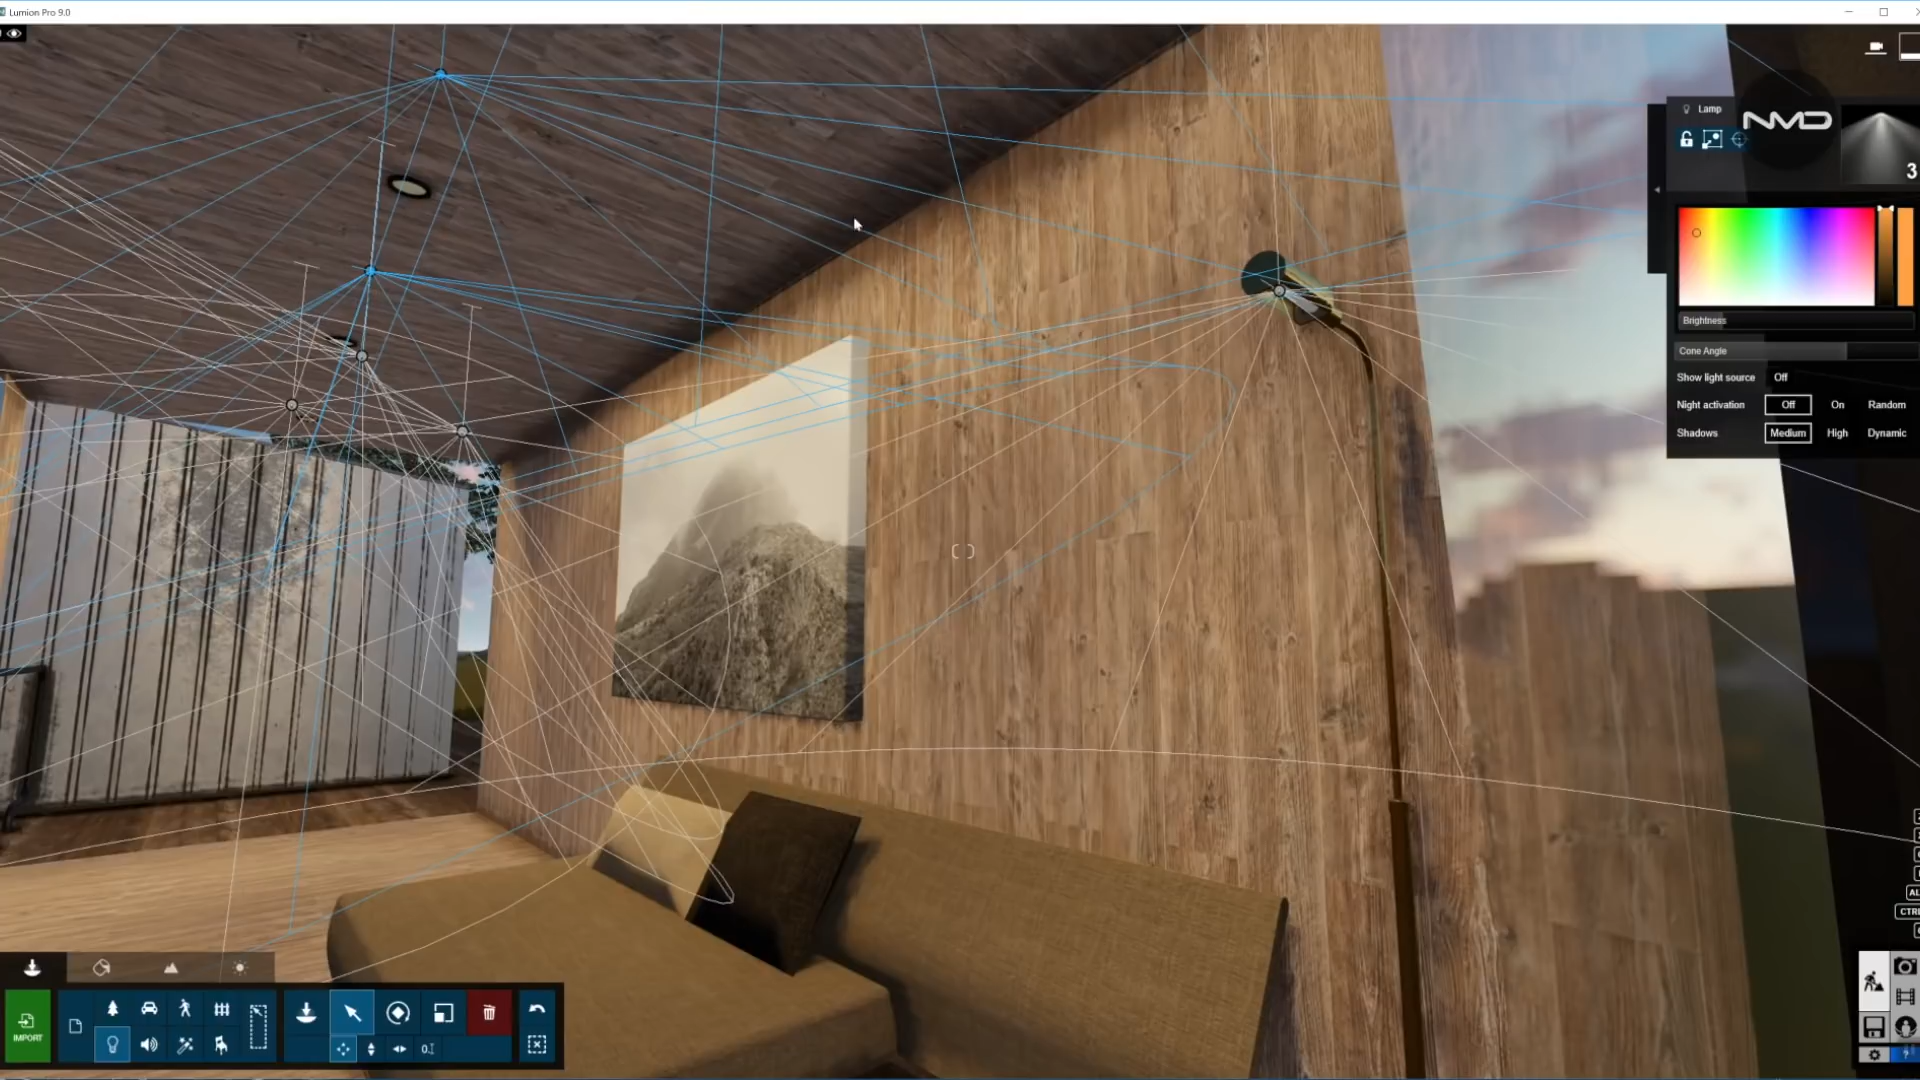 Lumion Pro 9.0
Lamp
NMD
3
Brightness
Cone Angle
Show light source Off
Night activation Off On Random
Shadows Medium High Dynamic
CTRL
IMPORT
?